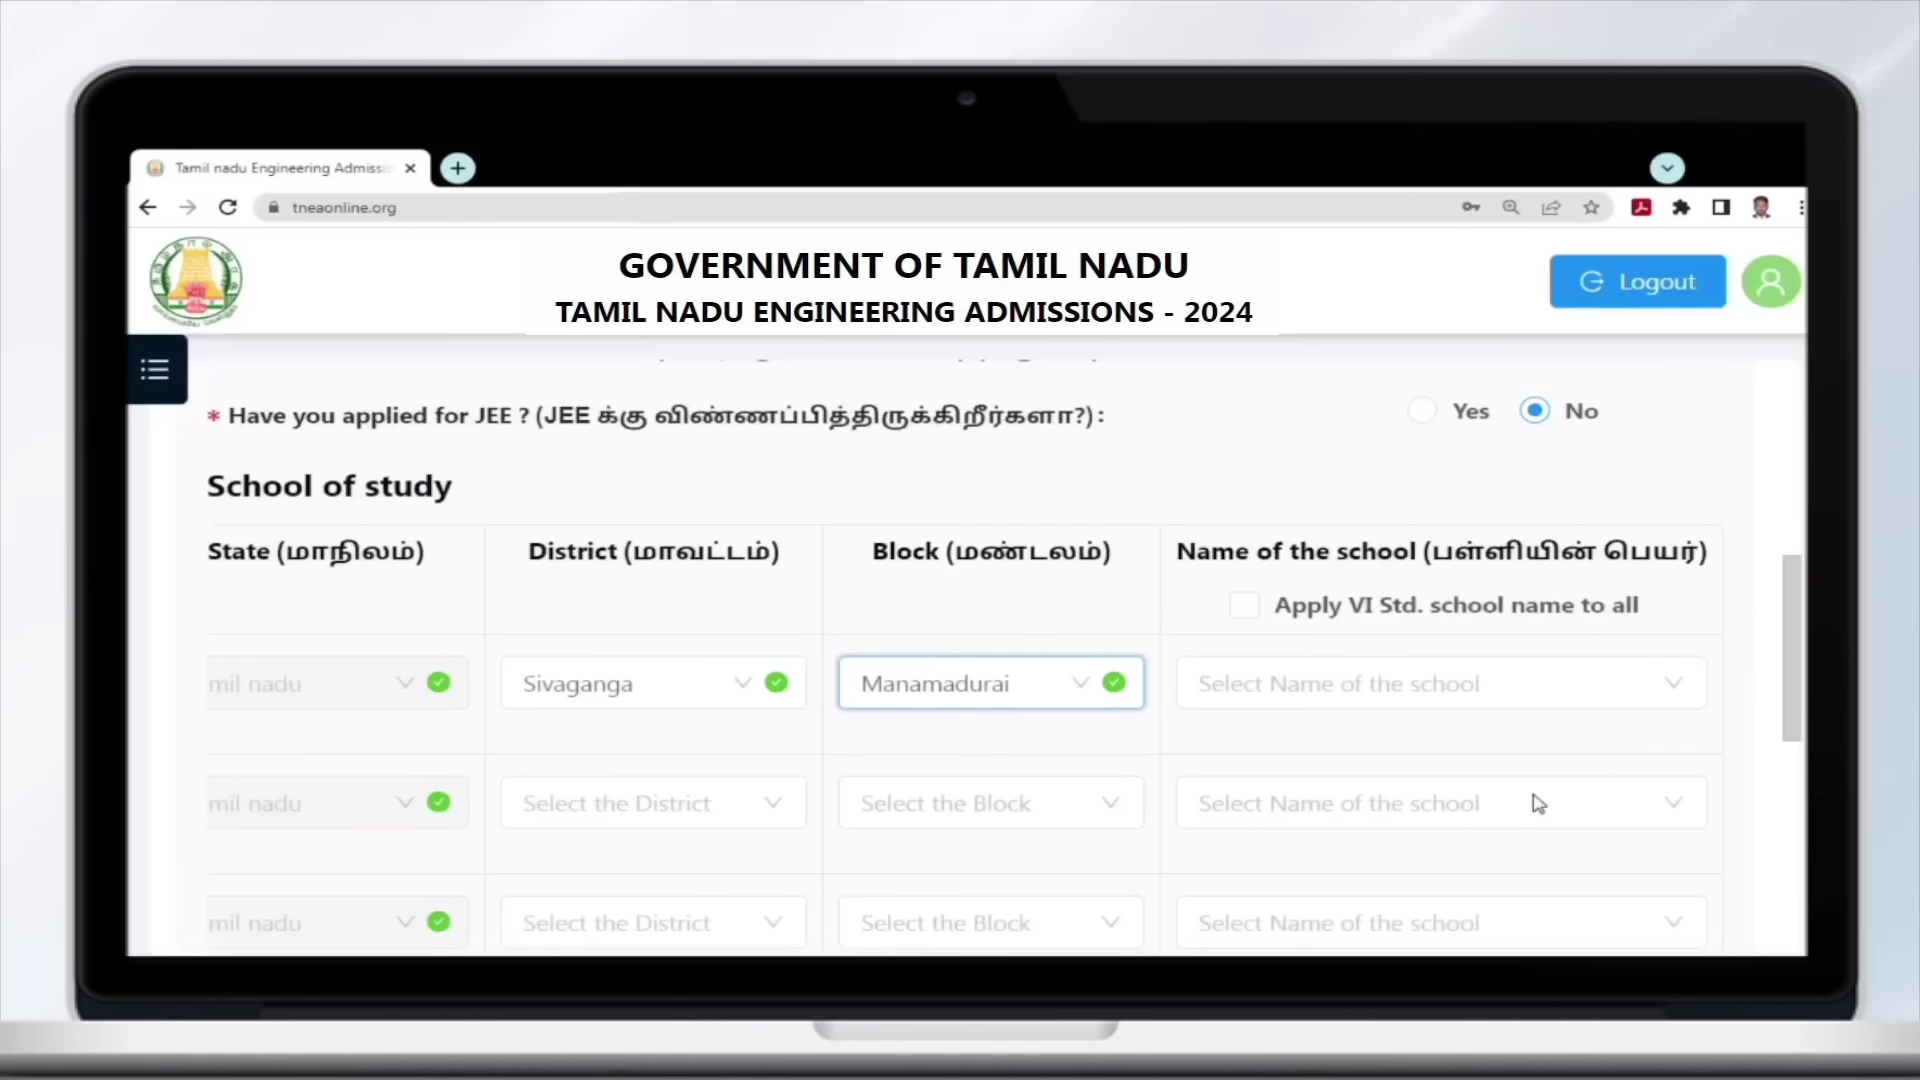 Tamil nadu Engineering Admissi
tneaonline.org
GOVERNMENT OF TAMIL NADU
TAMIL NADU ENGINEERING ADMISSIONS - 2024
Logout
* Have you applied for JEE ? (JEE க்கு விண்ணப்பித்திருக்கிறீர்களா?) :
Yes
No
School of study
State (மாநிலம்)
District (மாவட்டம்)
Block (மண்டலம்)
Name of the school (பள்ளியின் பெயர்)
Apply VI Std. school name to all
mil nadu
Sivaganga
Manamadurai
Select Name of the school
mil nadu
Select the District
Select the Block
Select Name of the school
mil nadu
Select the District
Select the Block
Select Name of the school